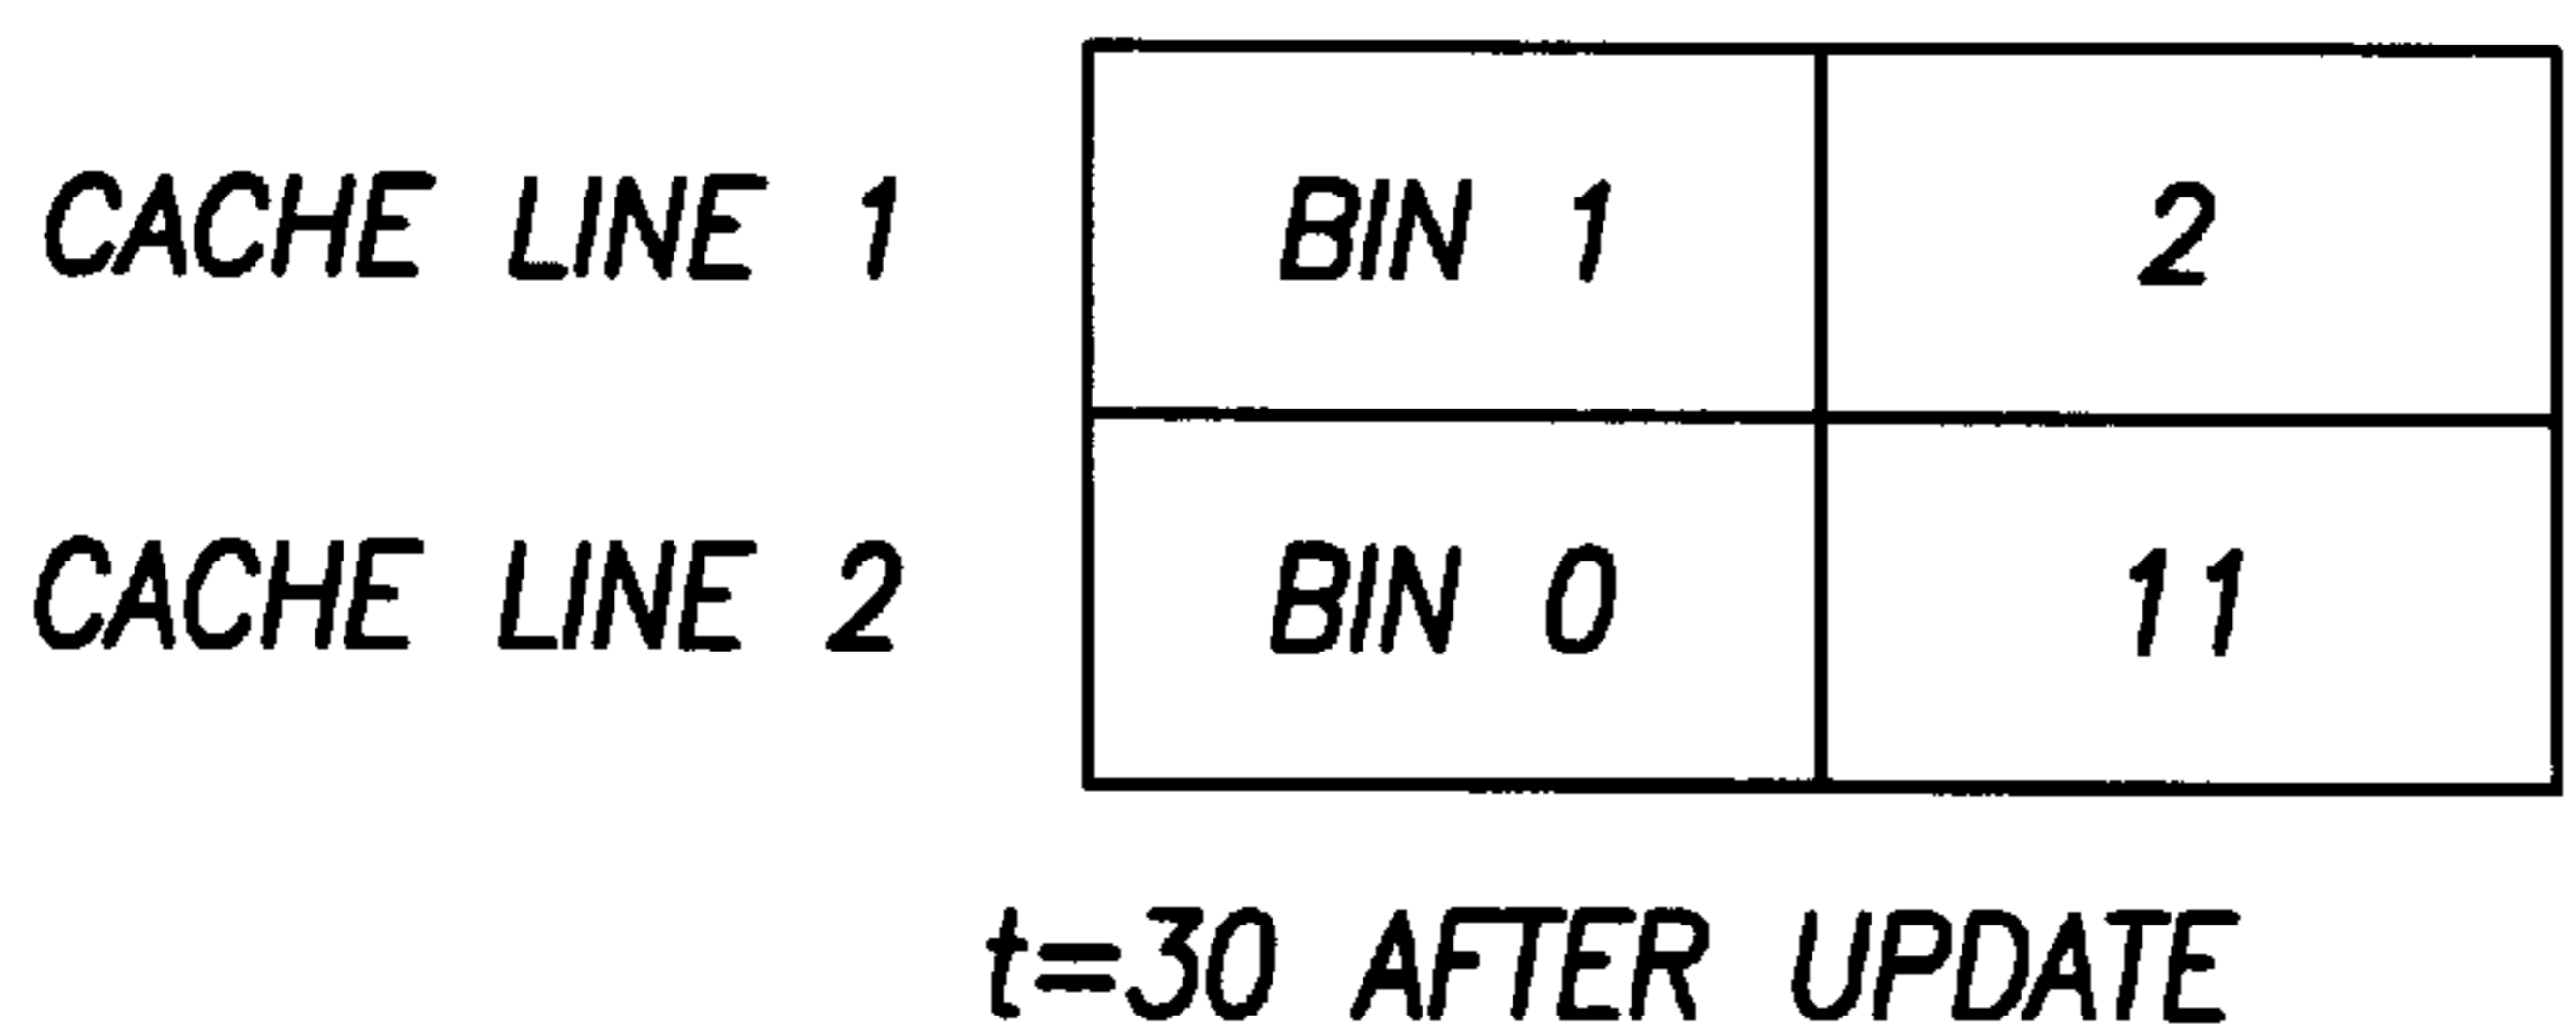 CACHE LINE 1 BIN 1 2
CACHE LINE 2 BIN 0 11
t=30 AFTER UPDATE